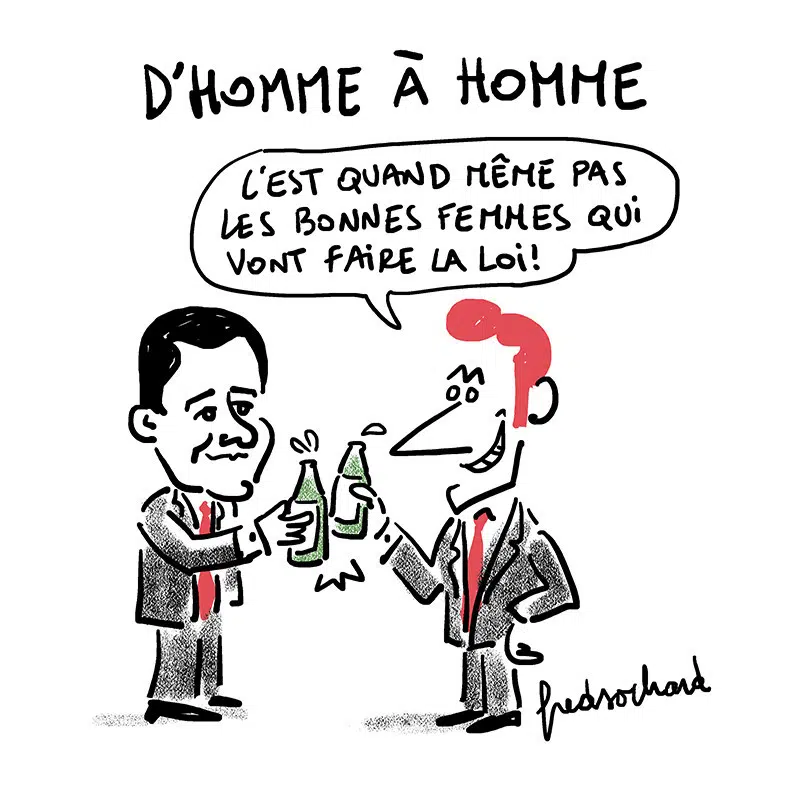 D'HOMME À HOMME
C'EST QUAND MÊME PAS
LES BONNES FEMMES QUI
VONT FAIRE LA LOI!
fredsochard